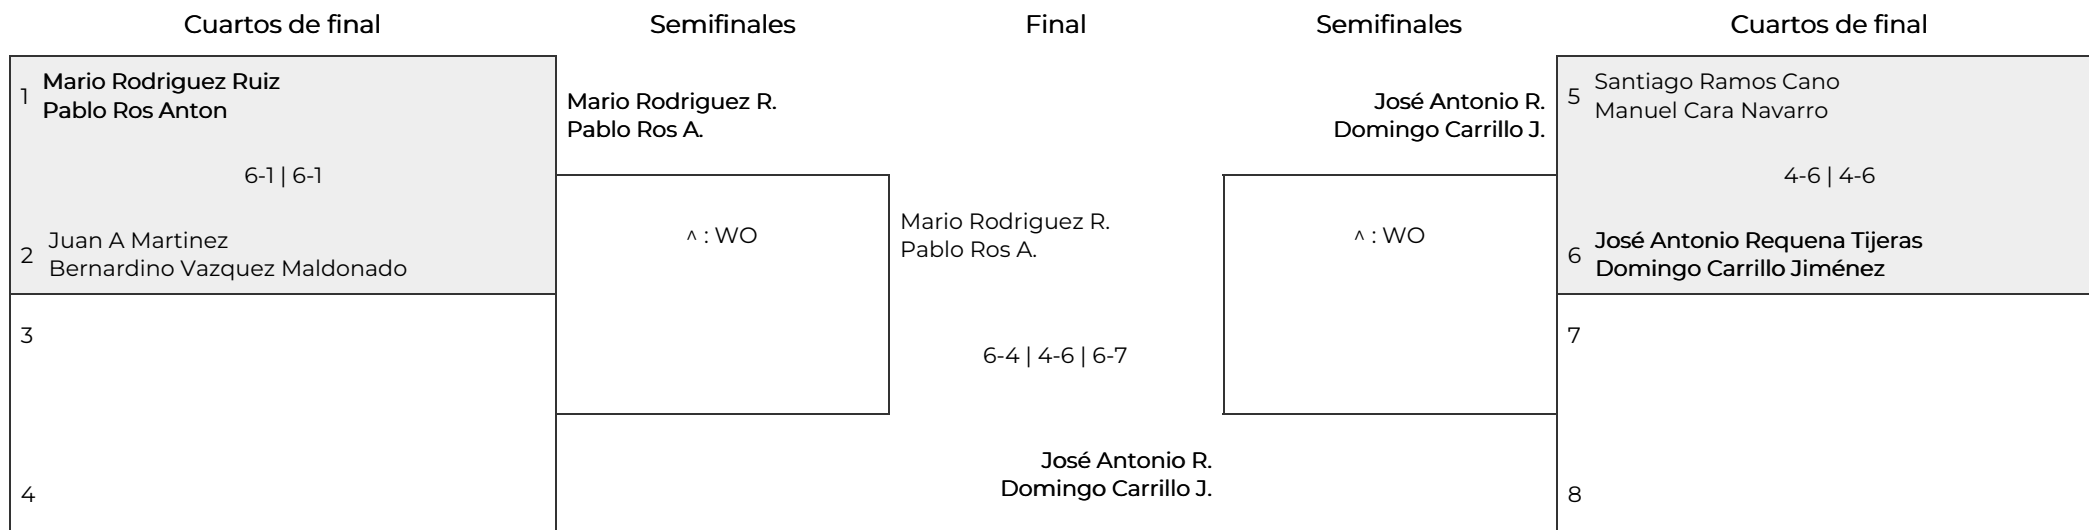 Cuartos de final
Semifinales
Final
Semifinales
Cuartos de final
1
Mario Rodriguez Ruiz
Pablo Ros Anton
6-1 | 6-1
2
Juan A Martinez
Bernardino Vazquez Maldonado
3
4
Mario Rodriguez R.
Pablo Ros A.
^ : WO
Mario Rodriguez R.
Pablo Ros A.
6-4 | 4-6 | 6-7
José Antonio R.
Domingo Carrillo J.
José Antonio R.
Domingo Carrillo J.
^ : WO
5
Santiago Ramos Cano
Manuel Cara Navarro
4-6 | 4-6
6
José Antonio Requena Tijeras
Domingo Carrillo Jiménez
7
8